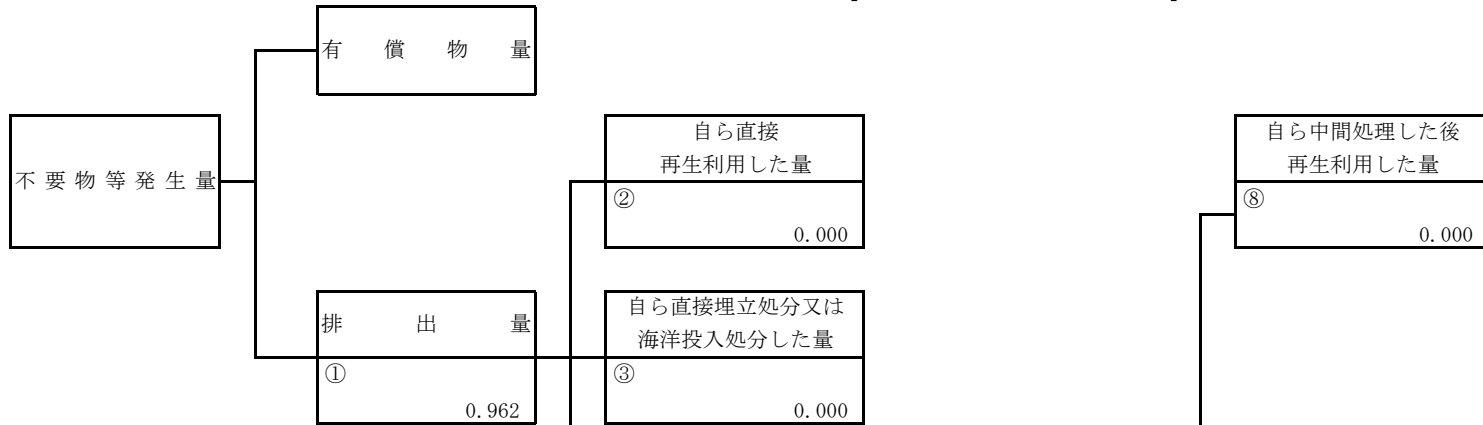 有償物量
自ら直接
再生利用した量
②
0.000
自ら中間処理した後
再生利用した量
⑧
0.000
不要物等発生量
排出量
①
0.962
自ら直接埋立処分又は
海洋投入処分した量
③
0.000